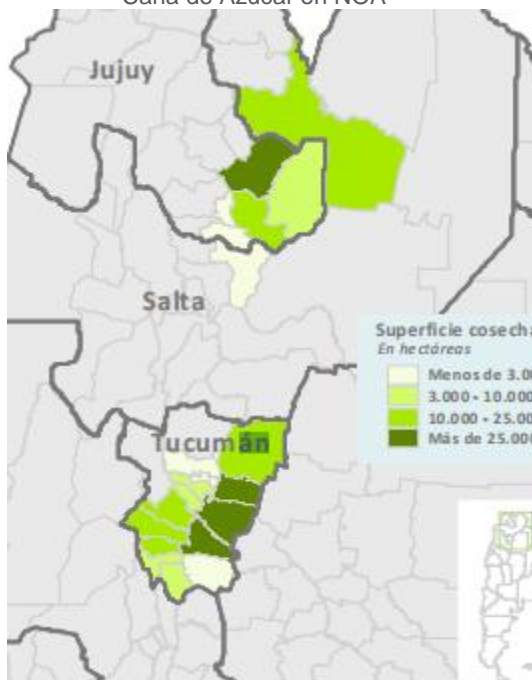 Caña de Azúcar en NOA
Jujuy
Salta
Superficie cosecha
En hectáreas
Menos de 3.00
3.000 - 10.000
10.000 - 25.00
Más de 25.000
Tucumán